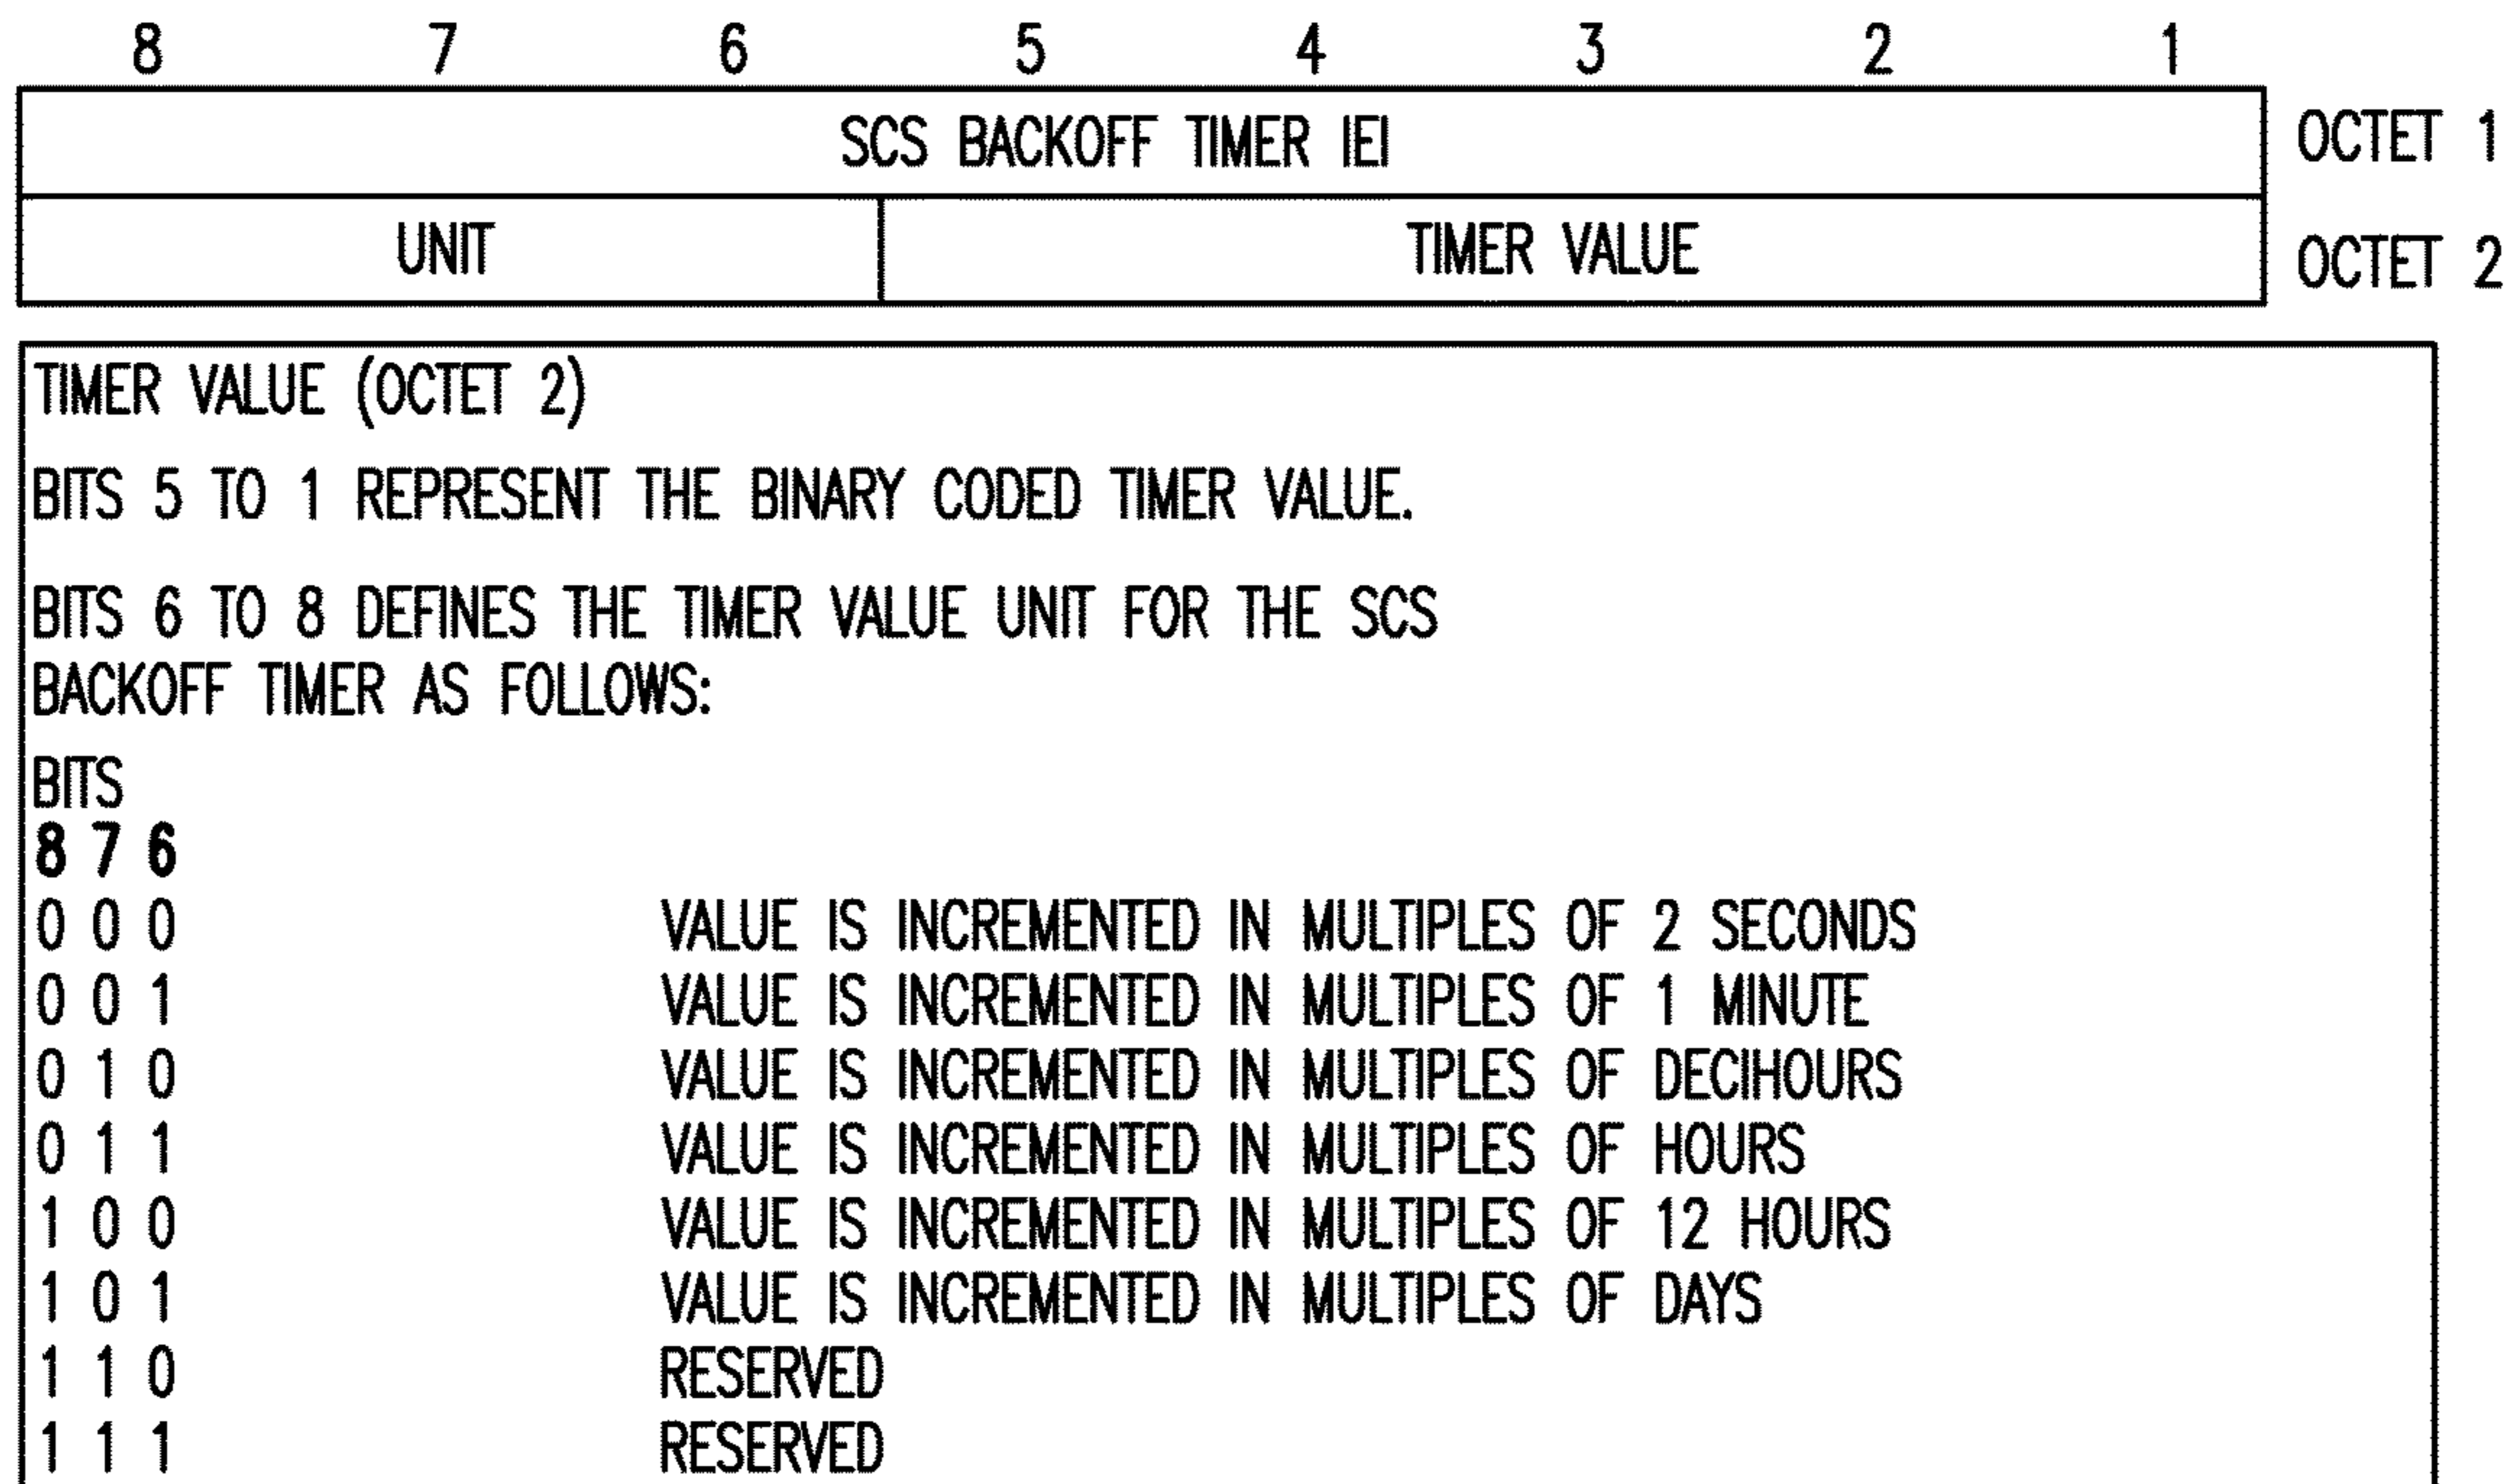 8 7 6 5 4 3 2 1
SCS BACKOFF TIMER IEI OCTET 1
UNIT TIMER VALUE OCTET 2
TIMER VALUE (OCTET 2)
BITS 5 TO 1 REPRESENT THE BINARY CODED TIMER VALUE.
BITS 6 TO 8 DEFINES THE TIMER VALUE UNIT FOR THE SCS
BACKOFF TIMER AS FOLLOWS:
BITS
8 7 6
0 0 0 VALUE IS INCREMENTED IN MULTIPLES OF 2 SECONDS
0 0 1 VALUE IS INCREMENTED IN MULTIPLES OF 1 MINUTE
0 1 0 VALUE IS INCREMENTED IN MULTIPLES OF DECIHOURS
0 1 1 VALUE IS INCREMENTED IN MULTIPLES OF HOURS
1 0 0 VALUE IS INCREMENTED IN MULTIPLES OF 12 HOURS
1 0 1 VALUE IS INCREMENTED IN MULTIPLES OF DAYS
1 1 0 RESERVED
1 1 1 RESERVED